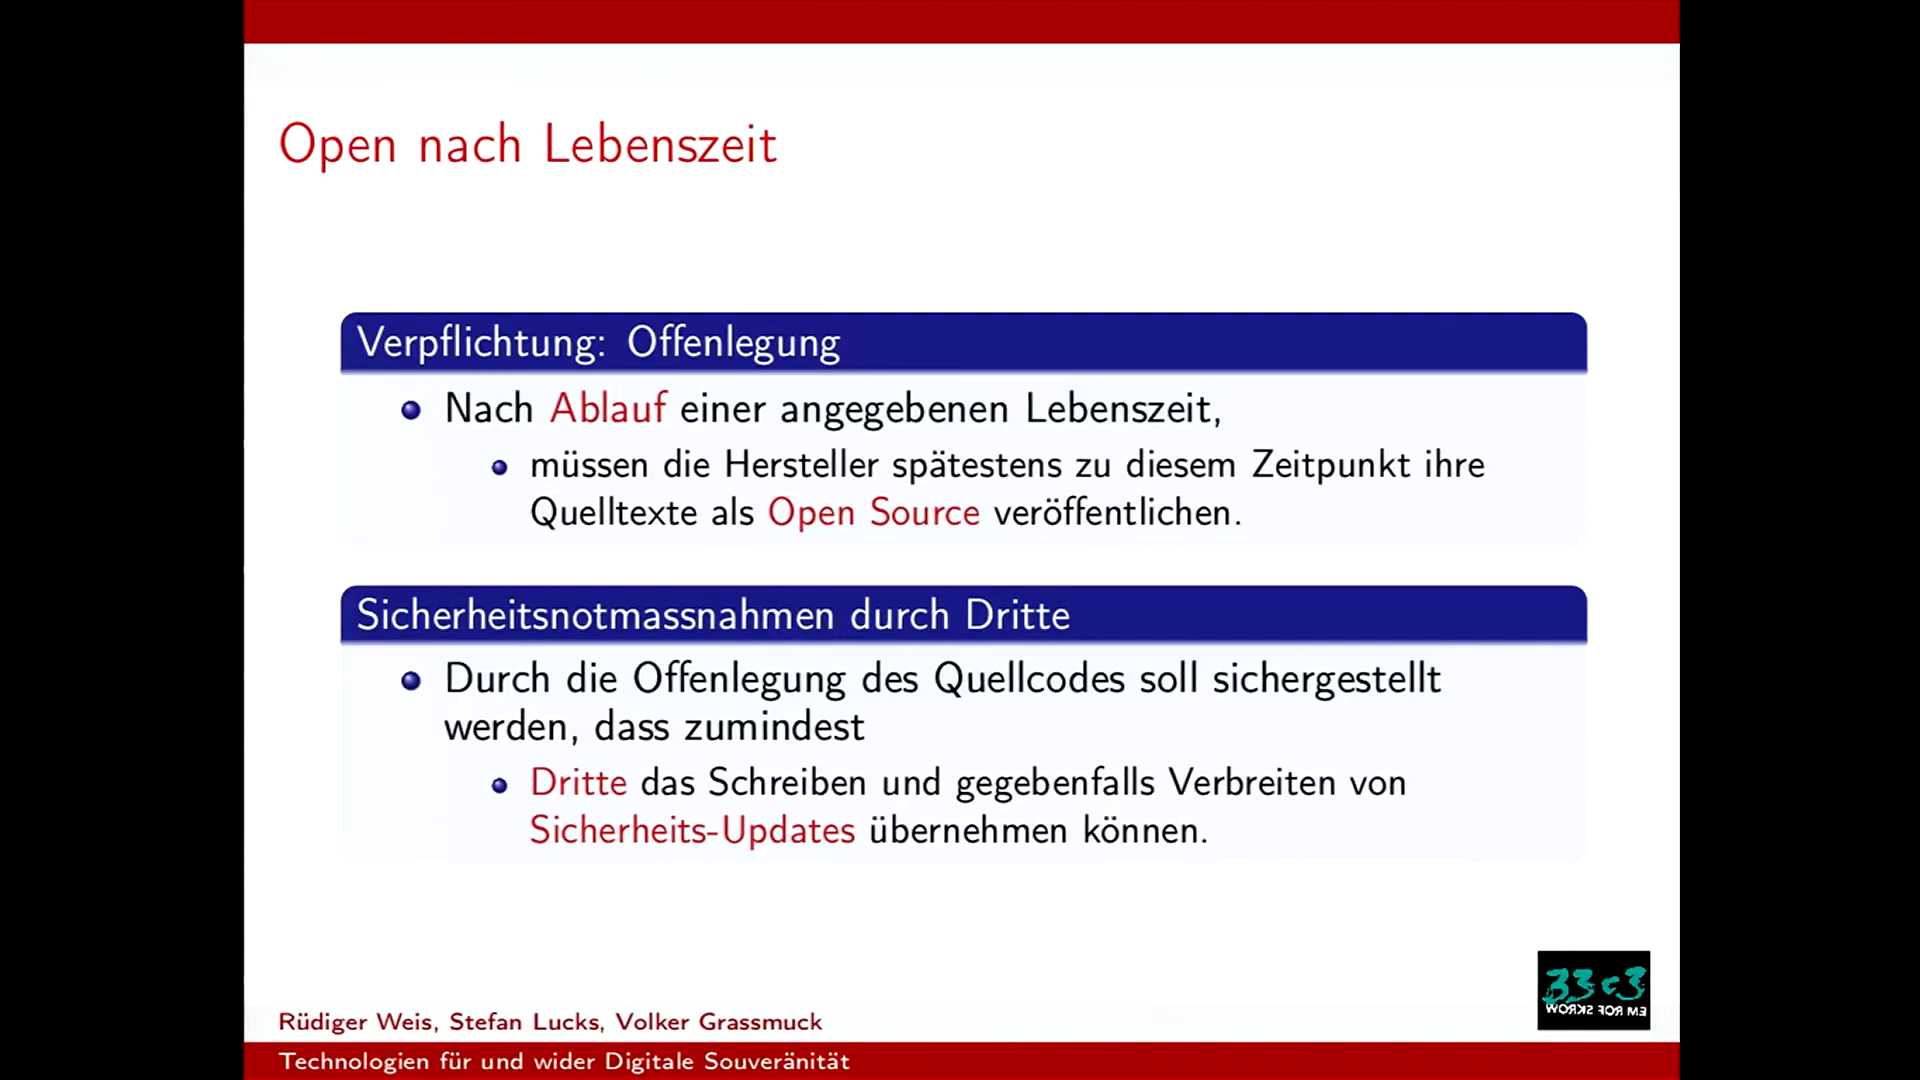 Open nach Lebenszeit
Verpflichtung: Offenlegung
Nach Ablauf einer angegebenen Lebenszeit,
müssen die Hersteller spätestens zu diesem Zeitpunkt ihre
Quelltexte als Open Source veröffentlichen.
Sicherheitsnotmassnahmen durch Dritte
Durch die Offenlegung des Quellcodes soll sichergestellt
werden, dass zumindest
Dritte das Schreiben und gegebenfalls Verbreiten von
Sicherheits-Updates übernehmen können.
33c3
WORKS FOR ME
Rüdiger Weis, Stefan Lucks, Volker Grassmuck
Technologien für und wider Digitale Souveränität